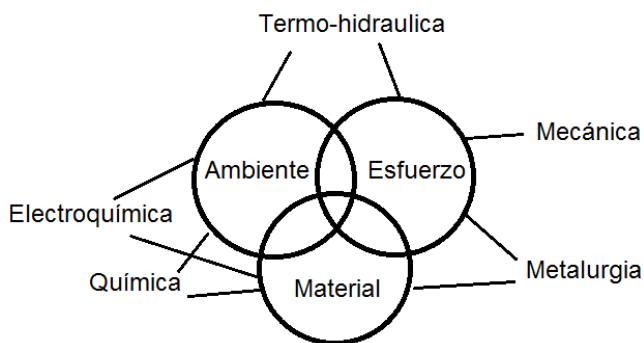 Termo-hidraulica
Mecánica
Ambiente
Esfuerzo
Electroquímica
Química
Material
Metalurgia